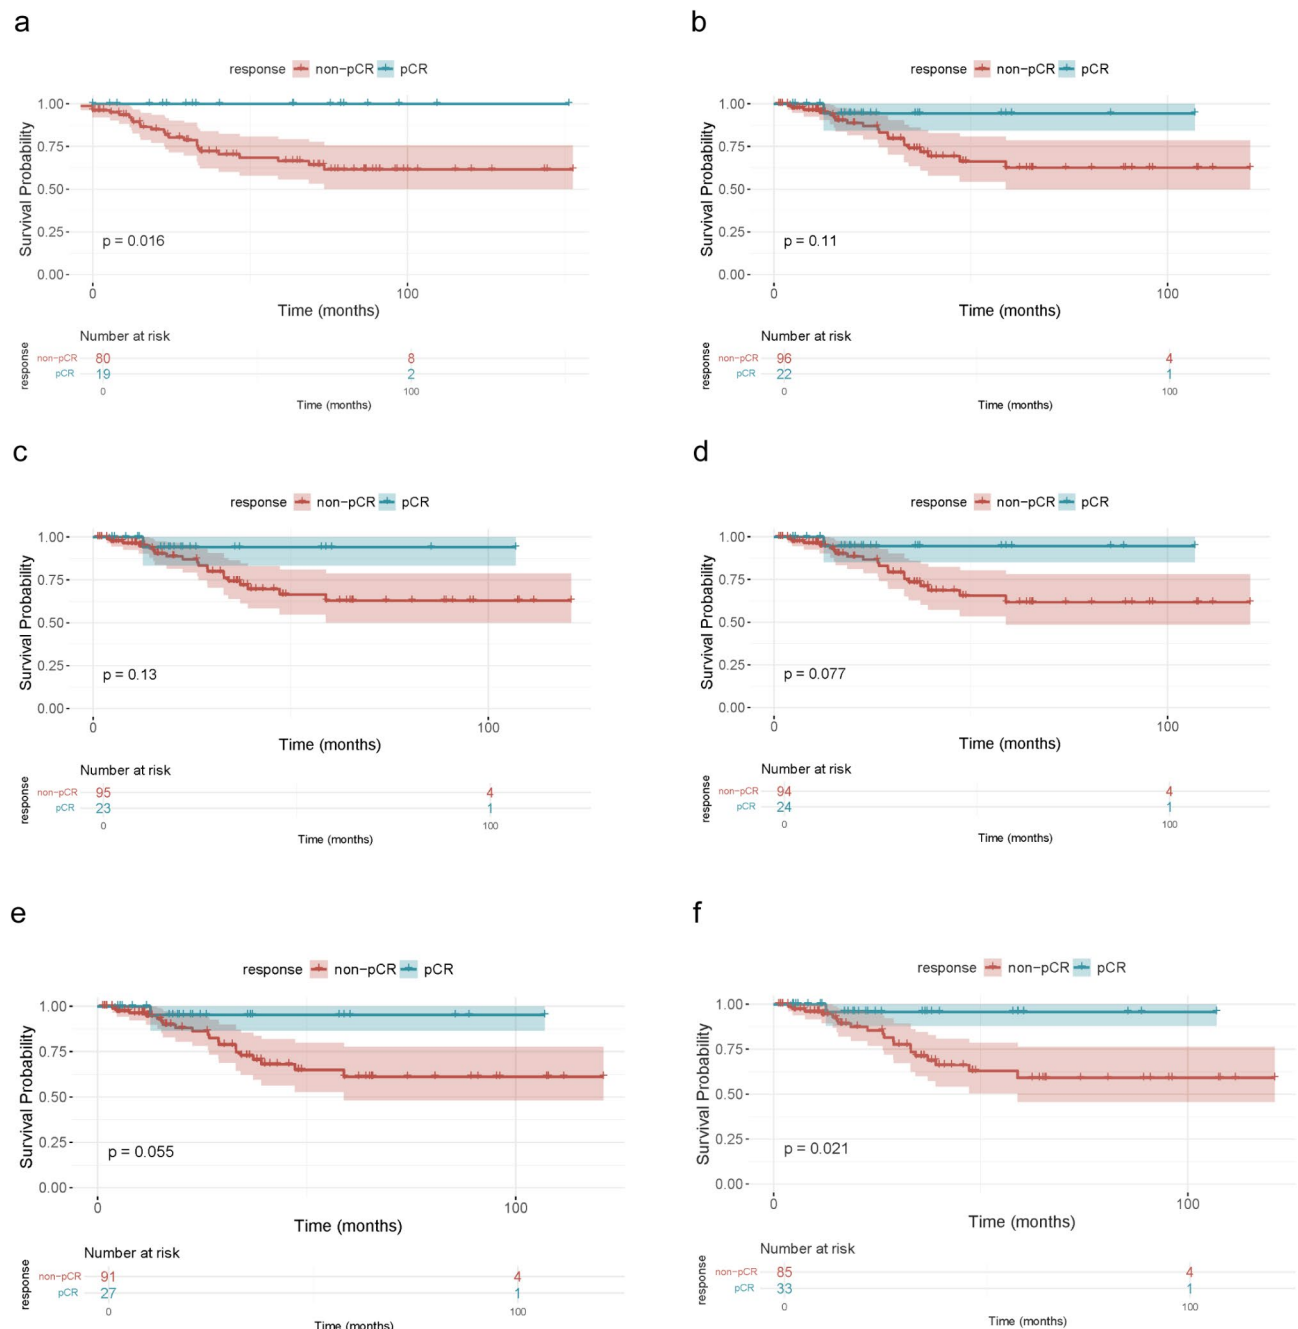 a
response non-pCR pCR
Survival Probability
1.00
0.75
0.50
0.25
0.00
p = 0.016
0 100
Time (months)
Number at risk
response
non-pCR 80 8
pCR 19 2
0 100
Time (months)
b
response non-pCR pCR
Survival Probability
1.00
0.75
0.50
0.25
0.00
p = 0.11
0 100
Time (months)
Number at risk
response
non-pCR 96 4
pCR 22 1
0 100
Time (months)
c
response non-pCR pCR
Survival Probability
1.00
0.75
0.50
0.25
0.00
p = 0.13
0 100
Time (months)
Number at risk
response
non-pCR 95 4
pCR 23 1
0 100
Time (months)
d
response non-pCR pCR
Survival Probability
1.00
0.75
0.50
0.25
0.00
p = 0.077
0 100
Time (months)
Number at risk
response
non-pCR 94 4
pCR 24 1
0 100
Time (months)
e
response non-pCR pCR
Survival Probability
1.00
0.75
0.50
0.25
0.00
p = 0.055
0 100
Time (months)
Number at risk
response
non-pCR 91 4
pCR 27 1
0 100
Time (months)
f
response non-pCR pCR
Survival Probability
1.00
0.75
0.50
0.25
0.00
p = 0.021
0 100
Time (months)
Number at risk
response
non-pCR 85 4
pCR 33 1
0 100
Time (months)